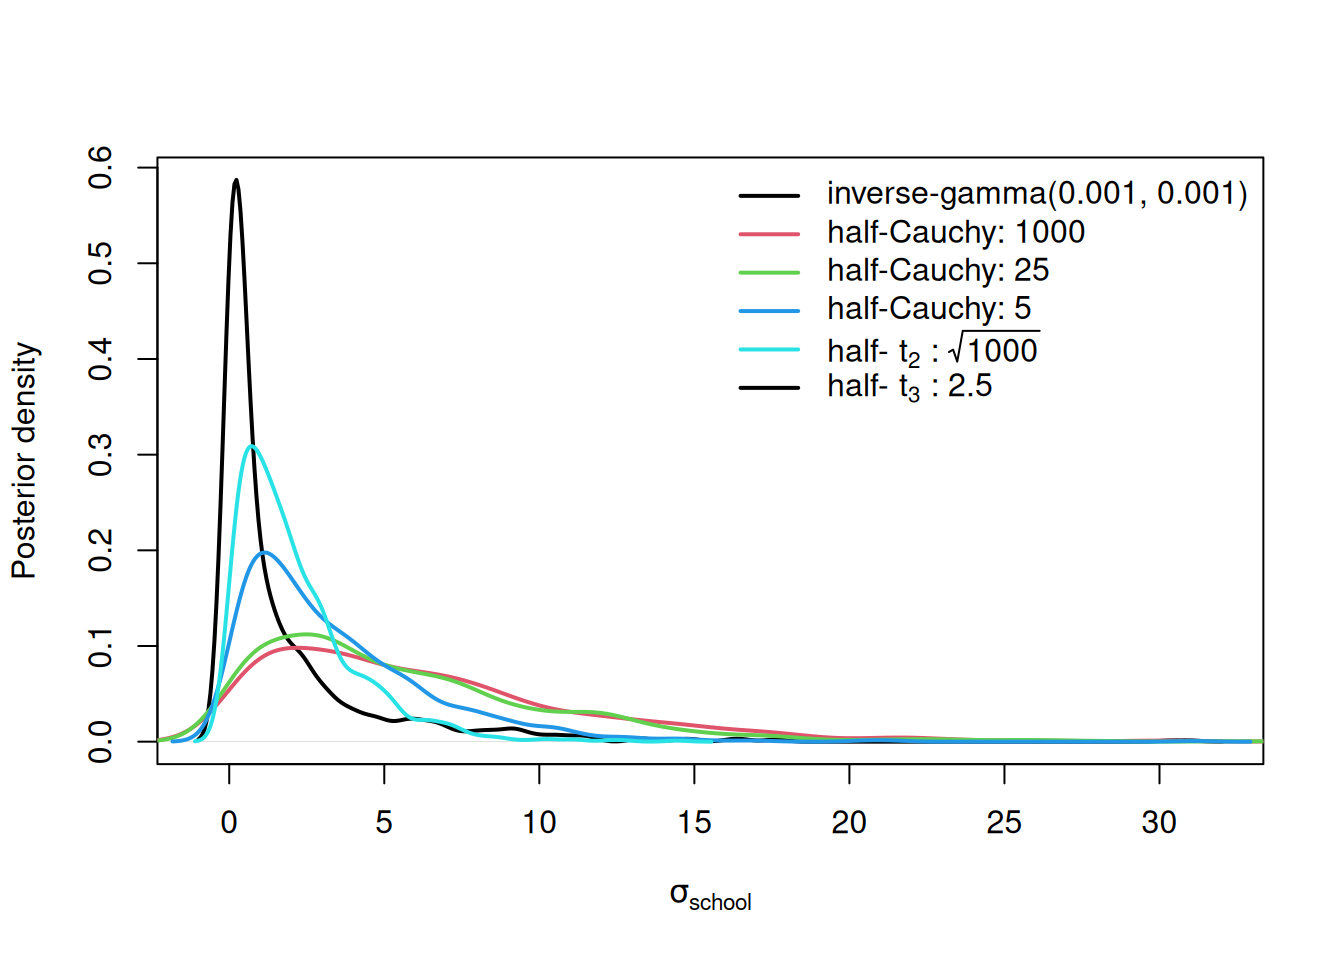 0.6
0.5
0.4
0.3
0.2
0.1
0.0
Posterior density
inverse-gamma(0.001, 0.001)
half-Cauchy: 1000
half-Cauchy: 25
half-Cauchy: 5
half- t₂ : √1000
half- t₃ : 2.5
0 5 10 15 20 25 30
σschool